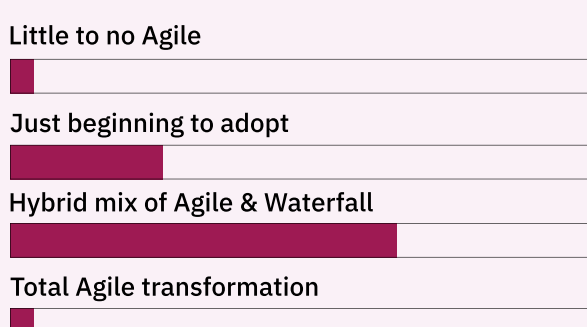 Little to no Agile
Just beginning to adopt
Hybrid mix of Agile & Waterfall
Total Agile transformation